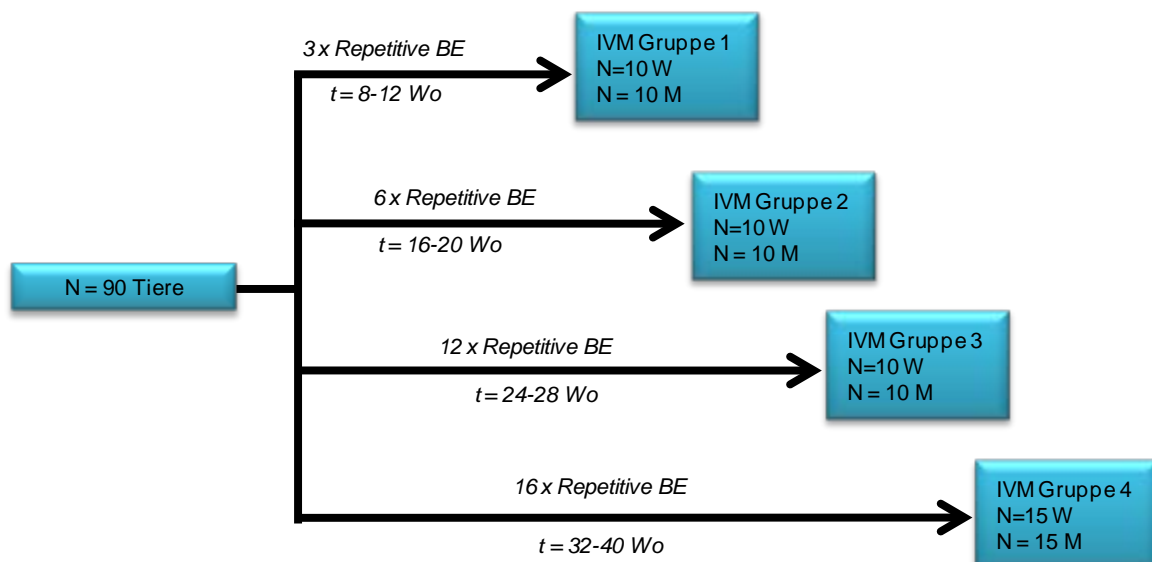 3 x Repetitive BE
t = 8-12 Wo
IVM Gruppe 1
N=10 W
N = 10 M
6 x Repetitive BE
t = 16-20 Wo
IVM Gruppe 2
N=10 W
N = 10 M
N = 90 Tiere
12 x Repetitive BE
t = 24-28 Wo
IVM Gruppe 3
N=10 W
N = 10 M
16 x Repetitive BE
t = 32-40 Wo
IVM Gruppe 4
N=15 W
N = 15 M